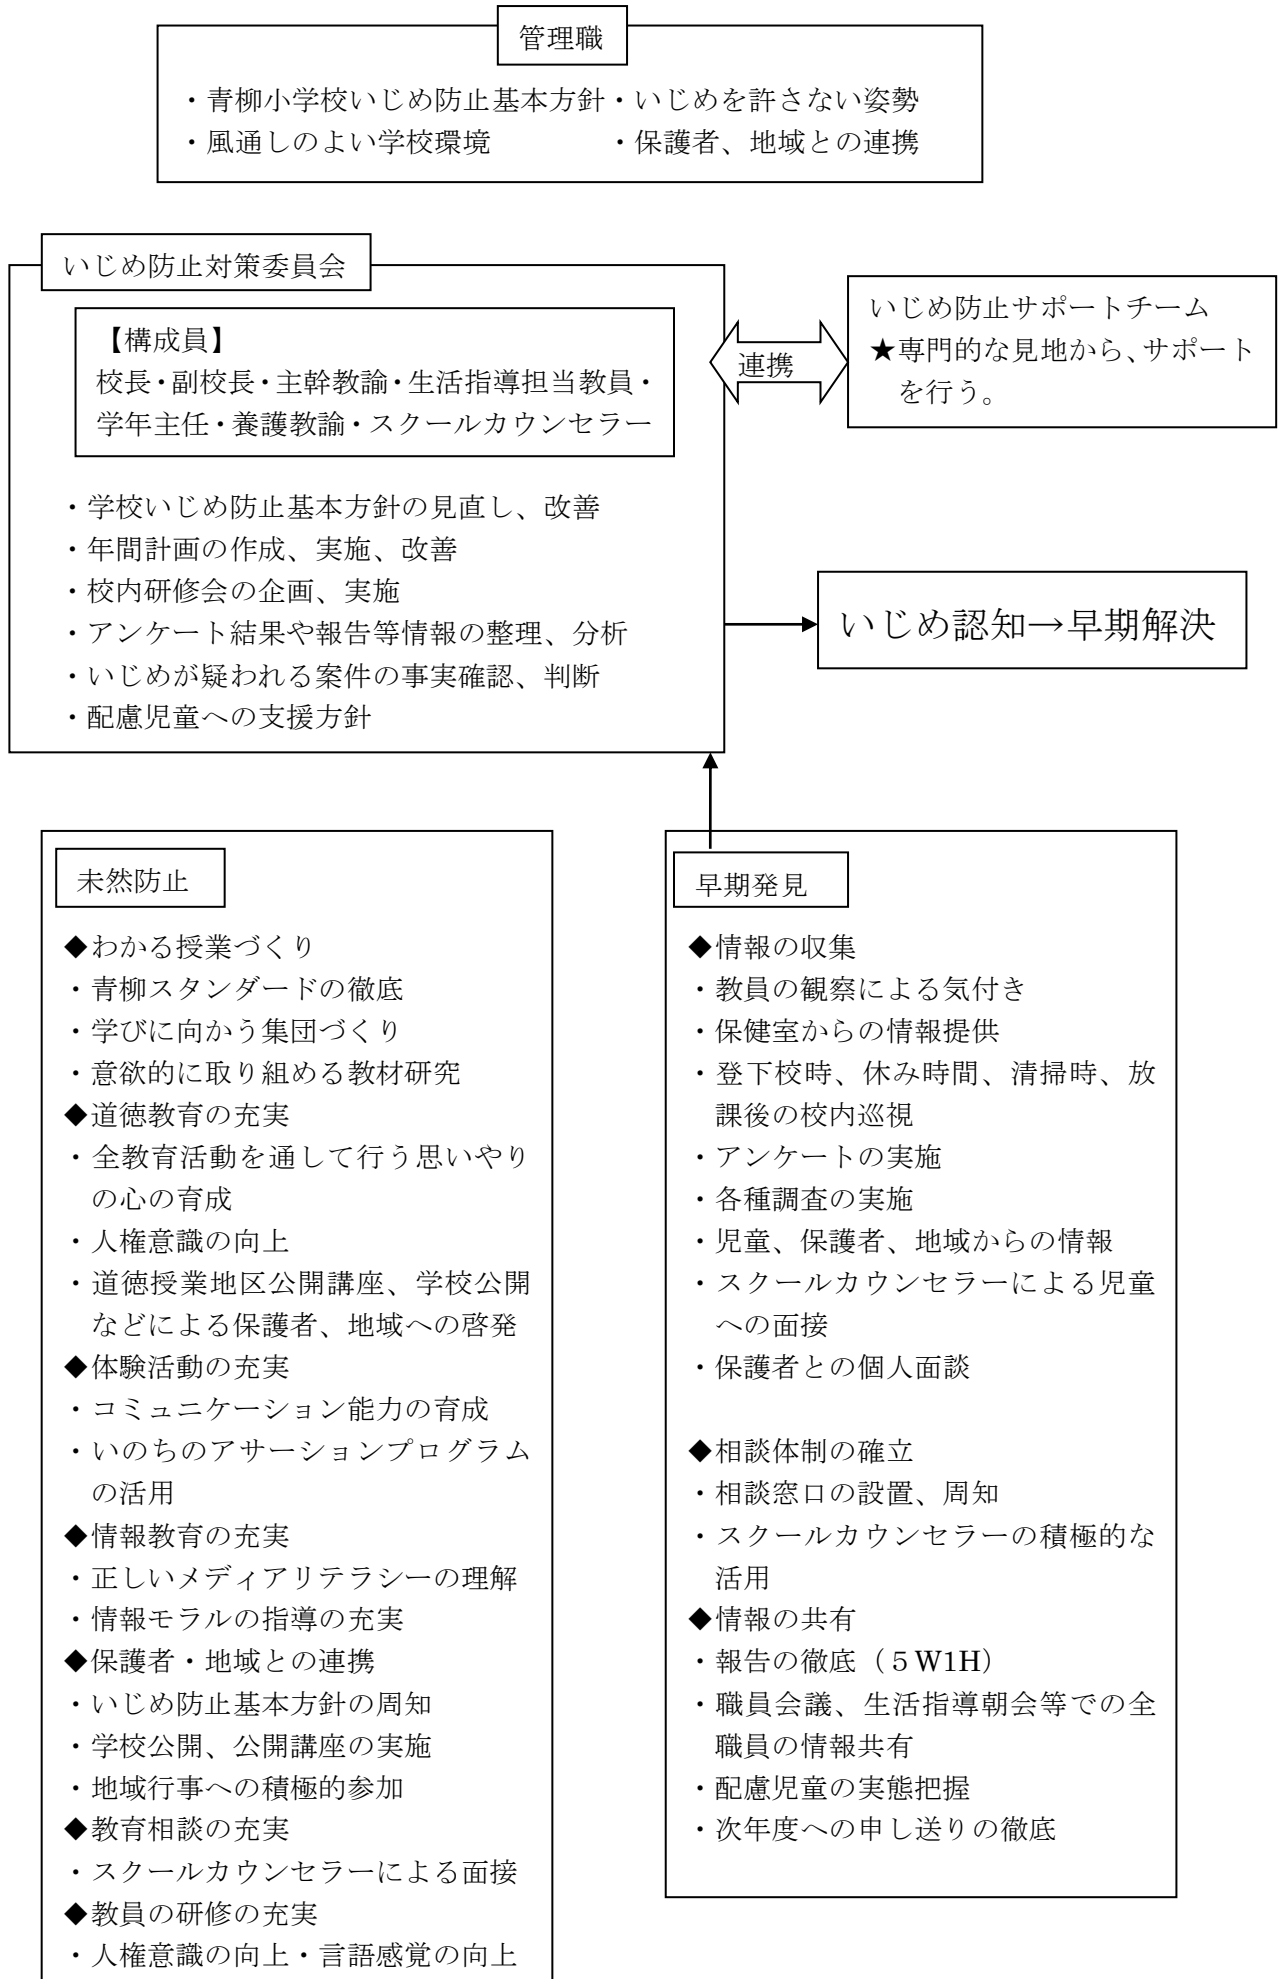 管理職
・青柳小学校いじめ防止基本方針・いじめを許さない姿勢
・風通しのよい学校環境　　　　・保護者、地域との連携
いじめ防止対策委員会
【構成員】
校長・副校長・主幹教諭・生活指導担当教員・
学年主任・養護教諭・スクールカウンセラー
・学校いじめ防止基本方針の見直し、改善
・年間計画の作成、実施、改善
・校内研修会の企画、実施
・アンケート結果や報告等情報の整理、分析
・いじめが疑われる案件の事実確認、判断
・配慮児童への支援方針
連携
いじめ防止サポートチーム
★専門的な見地から、サポート
を行う。
いじめ認知→早期解決
未然防止
◆わかる授業づくり
・青柳スタンダードの徹底
・学びに向かう集団づくり
・意欲的に取り組める教材研究
◆道徳教育の充実
・全教育活動を通して行う思いやり
の心の育成
・人権意識の向上
・道徳授業地区公開講座、学校公開
などによる保護者、地域への啓発
◆体験活動の充実
・コミュニケーション能力の育成
・いのちのアサーションプログラム
の活用
◆情報教育の充実
・正しいメディアリテラシーの理解
・情報モラルの指導の充実
◆保護者・地域との連携
・いじめ防止基本方針の周知
・学校公開、公開講座の実施
・地域行事への積極的参加
◆教育相談の充実
・スクールカウンセラーによる面接
◆教員の研修の充実
・人権意識の向上・言語感覚の向上
早期発見
◆情報の収集
・教員の観察による気付き
・保健室からの情報提供
・登下校時、休み時間、清掃時、放
課後の校内巡視
・アンケートの実施
・各種調査の実施
・児童、保護者、地域からの情報
・スクールカウンセラーによる児童
への面接
・保護者との個人面談
◆相談体制の確立
・相談窓口の設置、周知
・スクールカウンセラーの積極的な
活用
◆情報の共有
・報告の徹底（５W1H）
・職員会議、生活指導朝会等での全
職員の情報共有
・配慮児童の実態把握
・次年度への申し送りの徹底